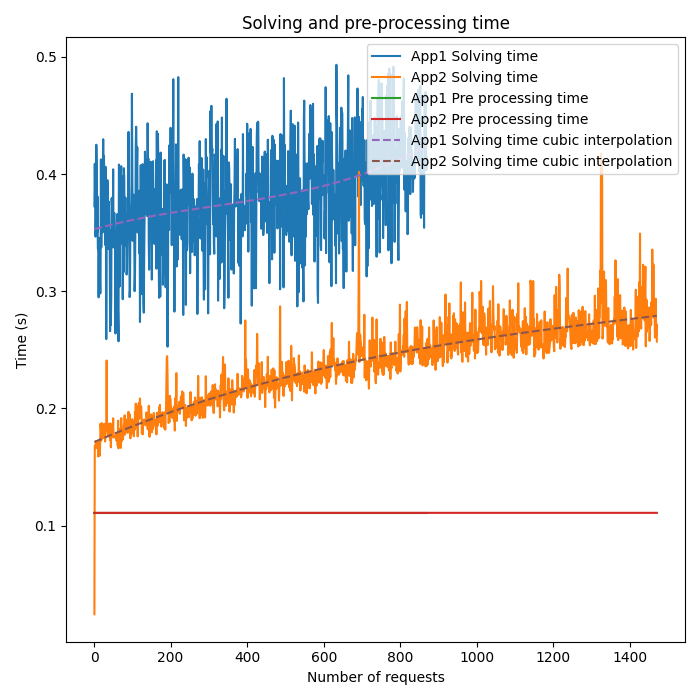 Solving and pre-processing time
App1 Solving time
App2 Solving time
App1 Pre processing time
App2 Pre processing time
App1 Solving time cubic interpolation
App2 Solving time cubic interpolation
Time (s)
0.5
0.4
0.3
0.2
0.1
0 200 400 600 800 1000 1200 1400
Number of requests